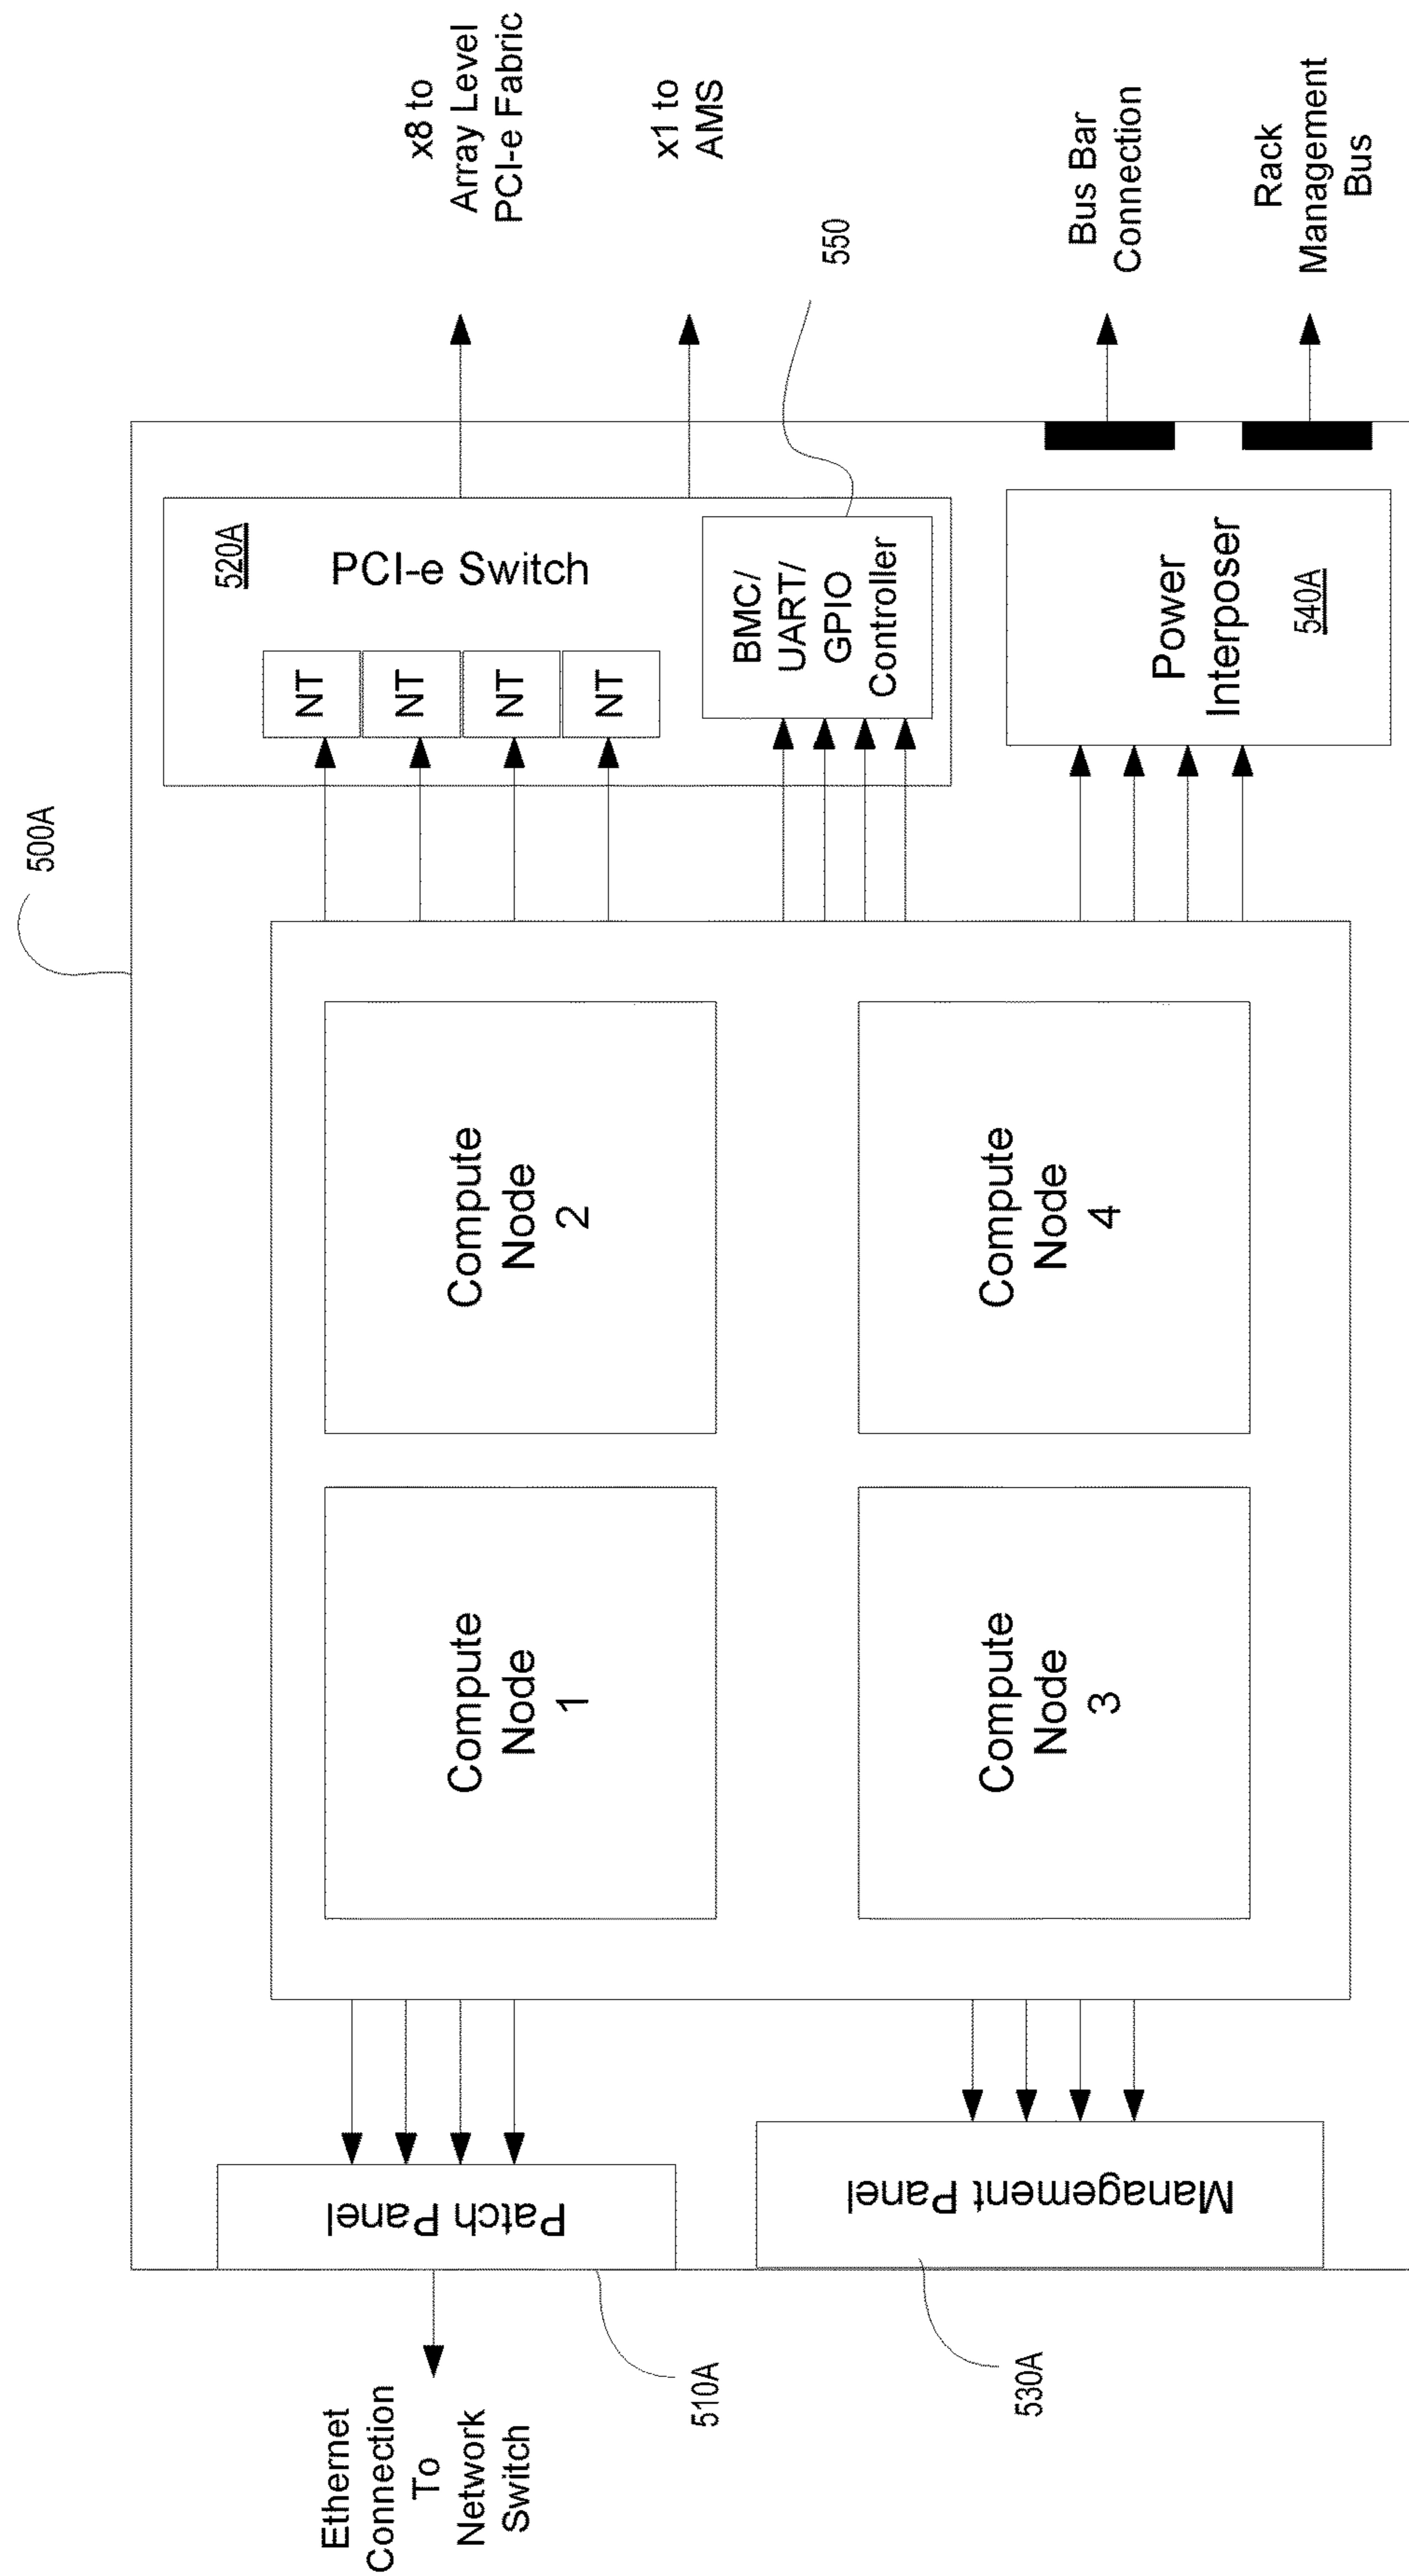 500A
Ethernet
Connection
To
Network
Switch
510A
Patch Panel
530A
Management Panel
Compute
Node
1
Compute
Node
2
Compute
Node
3
Compute
Node
4
520A
PCI-e Switch
NT
NT
NT
NT
BMC/
UART/
GPIO
Controller
550
Power
Interposer
540A
x8 to
Array Level
PCI-e Fabric
x1 to
AMS
Bus Bar
Connection
Rack
Management
Bus